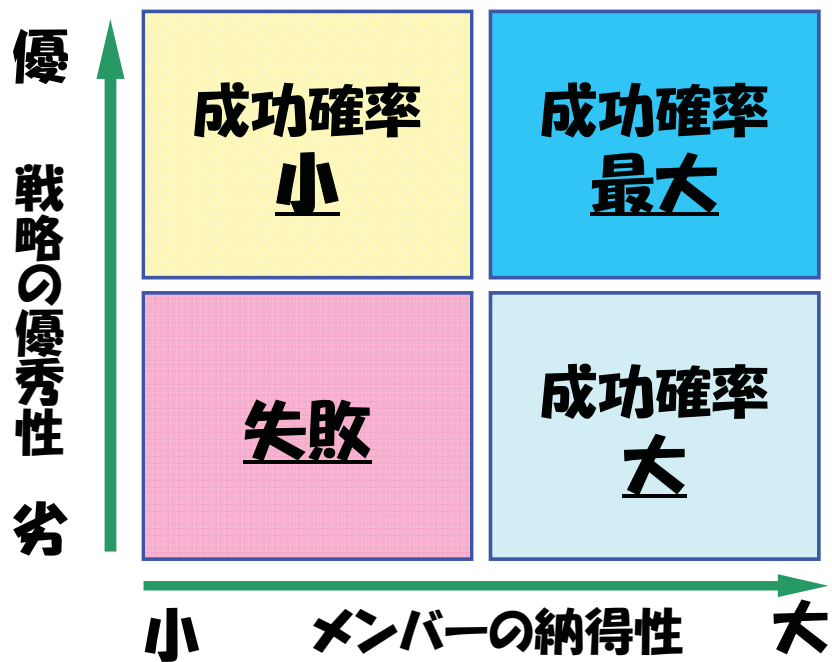 優
戦略の優秀性
劣
成功確率
小
成功確率
最大
失敗
成功確率
大
小
メンバーの納得性
大